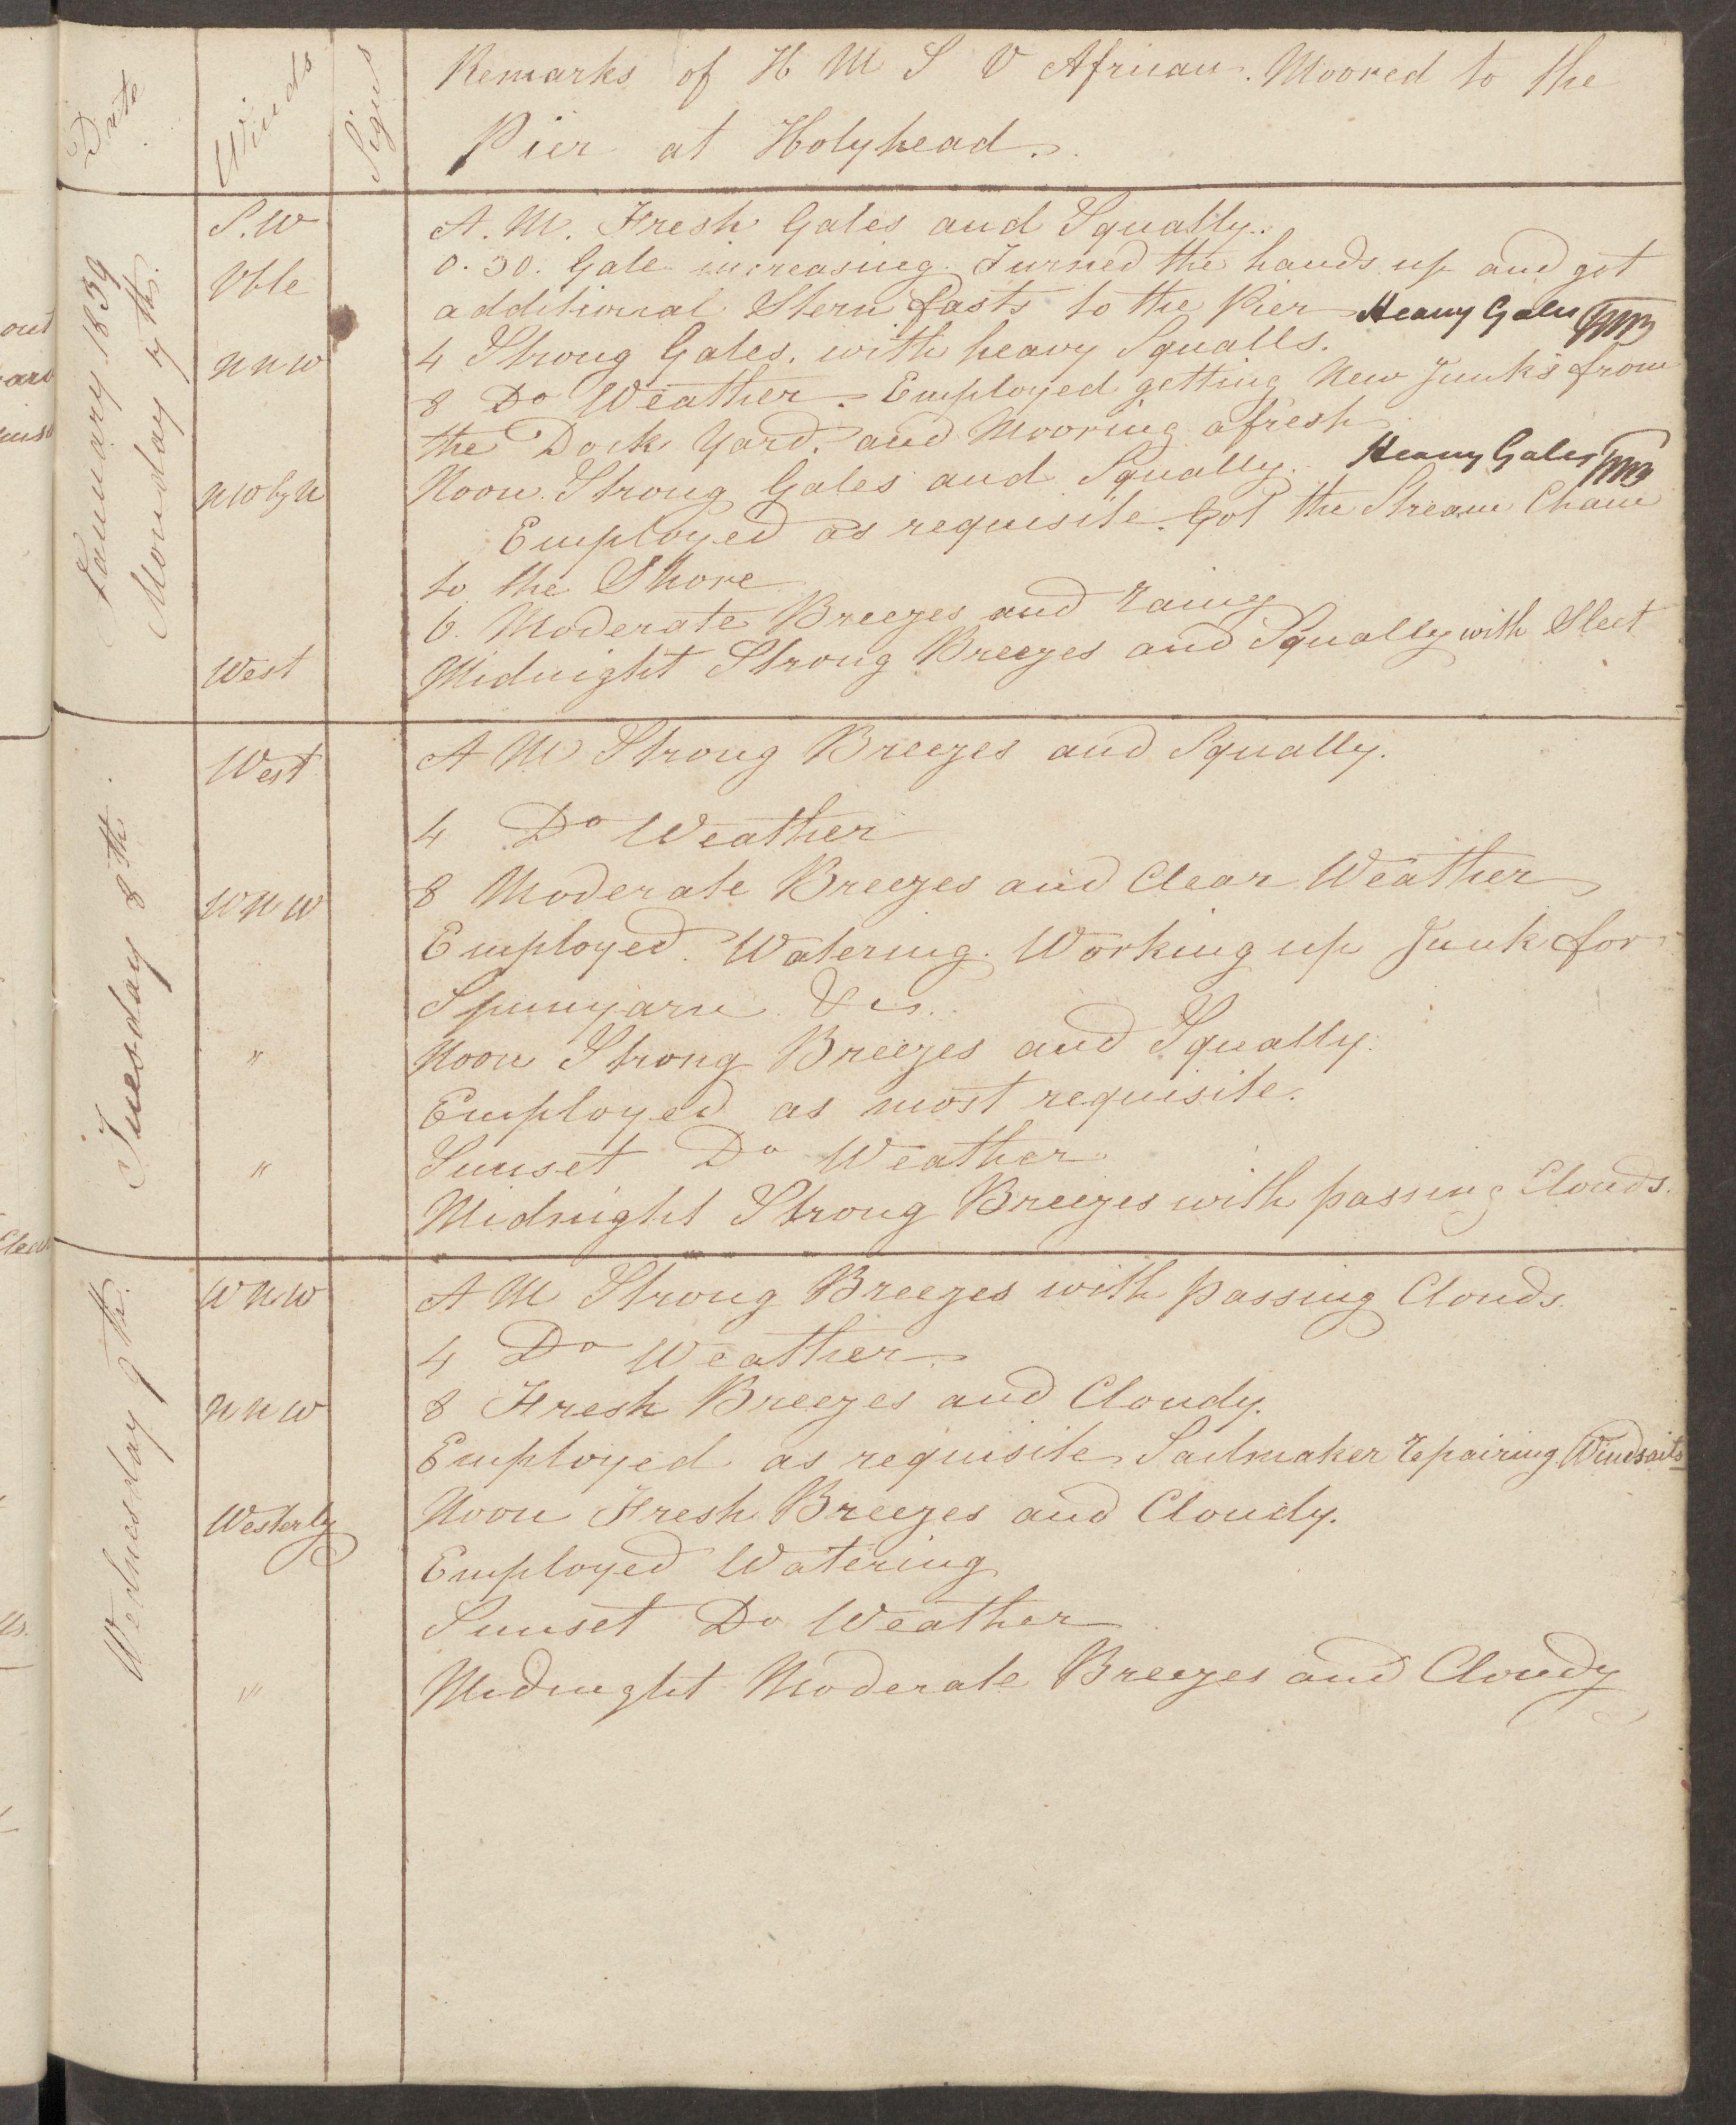 Date
Winds
Signs
Remarks of H M S V African. Moored to the
Pier at Holyhead.
January 1839
Monday 7th.
S.W
A.M. Fresh Gales and Squally.
0.30. Gale increasing. Turned the hands up and got
Vble
additional Stern fasts to the Pier Heavy Gales
NNW
4 Strong Gales. with heavy Squalls.
8 Do Weather. Employed getting New Junks from
the Dock Yard. and Mooring afresh
NW by N
Noon. Strong Gales and Squally. Heavy Gales
Employed as requisite. Got the Stream Chain
to the Shore
6. Moderate Breezes and rainy
West
Midnight Strong Breezes and Squally with Sleet
Tuesday 8th.
West
A M Strong Breezes and Squally.
4 Do Weather
WNW
8 Moderate Breezes and Clear Weather
Employed. Watering. Working up Junk for
Spunyarn &c.
"
Noon Strong Breezes and Squally.
Employed as most requisite.
"
Sunset Do Weather
Midnight Strong Breezes with passing Clouds.
Wednesday 9th.
WNW
A M Strong Breezes with passing Clouds.
4 Do Weather
NNW
8 Fresh Breezes and Cloudy.
Employed as requisite Sailmaker repairing Windsails
Westerly
Noon Fresh Breezes and Cloudy.
Employed Watering
Sunset Do Weather
"
Midnight Moderate Breezes and Cloudy